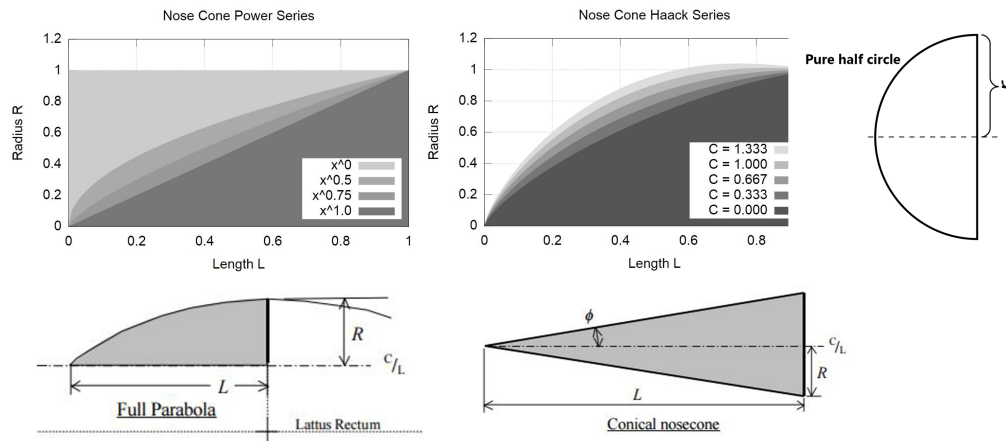 Nose Cone Power Series
1.2
1
0.8
0.6
0.4
0.2
0
Radius R
x^0
x^0.5
x^0.75
x^1.0
0 0.2 0.4 0.6 0.8 1
Length L
Nose Cone Haack Series
1.2
1
0.8
0.6
0.4
0.2
0
Radius R
C = 1.333
C = 1.000
C = 0.667
C = 0.333
C = 0.000
0 0.2 0.4 0.6 0.8
Length L
Pure half circle
R
C/L
L
Full Parabola
Lattus Rectum
ϕ
C/L
R
L
Conical nosecone